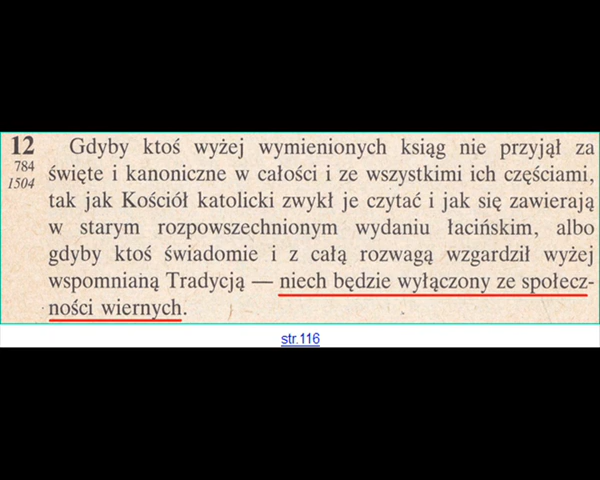 12 Gdyby ktoś wyżej wymienionych ksiąg nie przyjął za
784 święte i kanoniczne w całości i ze wszystkimi ich częściami,
1504 tak jak Kościół katolicki zwykł je czytać i jak się zawierają
w starym rozpowszechnionym wydaniu łacińskim, albo
gdyby ktoś świadomie i z całą rozwagą wzgardził wyżej
wspomnianą Tradycją — niech będzie wyłączony ze społecz-
ności wiernych.
str.116